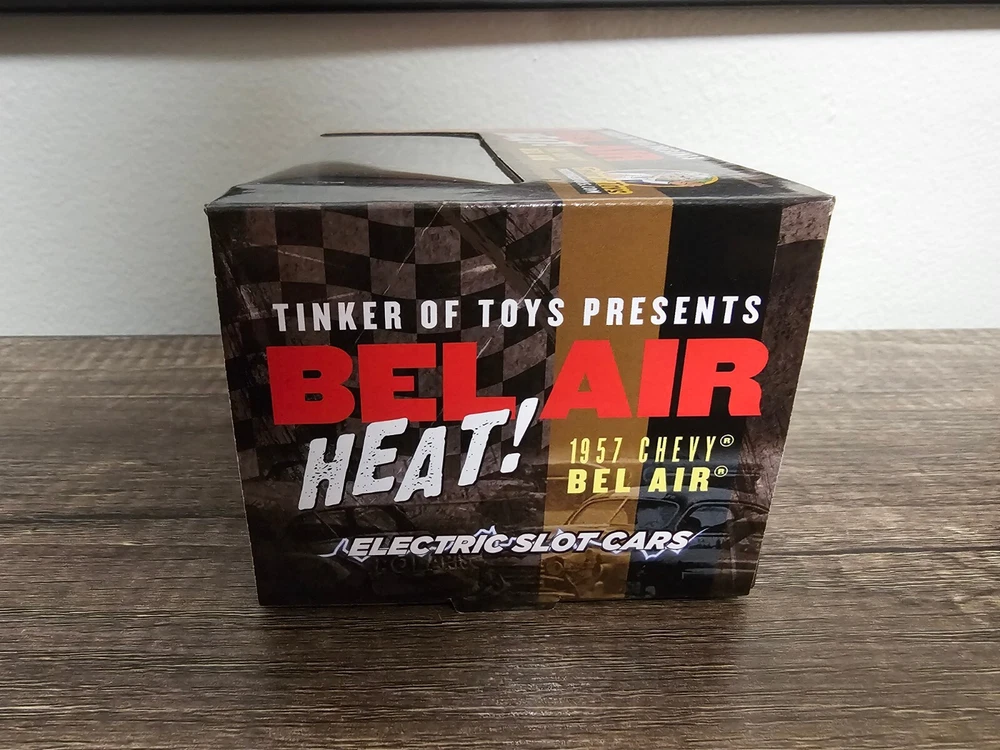 TINKER OF TOYS PRESENTS
BEL AIR
HEAT!
1957 CHEVY®
BEL AIR®
ELECTRIC SLOT CARS